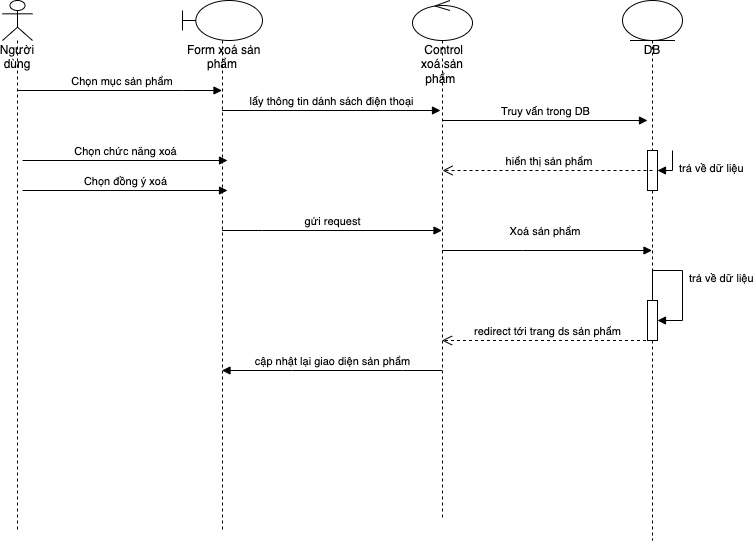 Người
dùng
Form xoá sản
phẩm
Control
xoá sản
phẩm
DB
Chọn mục sản phẩm
lấy thông tin dánh sách điện thoại
Truy vấn trong DB
Chọn chức năng xoá
hiển thị sản phẩm
trả về dữ liệu
Chọn đồng ý xoá
gửi request
Xoá sản phẩm
trả về dữ liệu
redirect tới trang ds sản phẩm
cập nhật lại giao diện sản phẩm